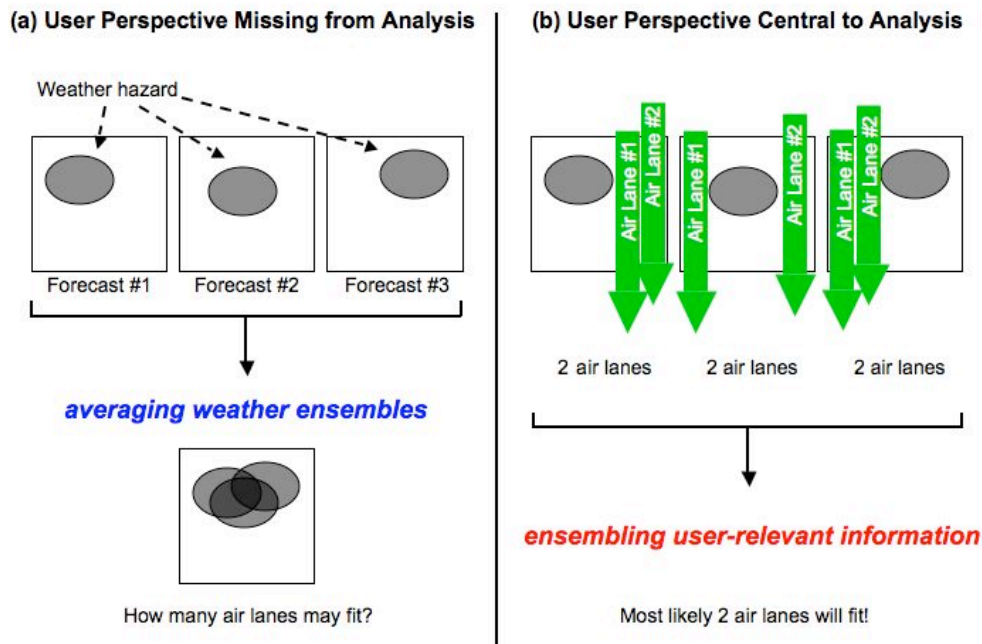 (a) User Perspective Missing from Analysis
Weather hazard
Forecast #1
Forecast #2
Forecast #3
averaging weather ensembles
How many air lanes may fit?
(b) User Perspective Central to Analysis
Air Lane #1
Air Lane #2
Air Lane #1
Air Lane #2
Air Lane #1
Air Lane #2
2 air lanes
2 air lanes
2 air lanes
ensembling user-relevant information
Most likely 2 air lanes will fit!